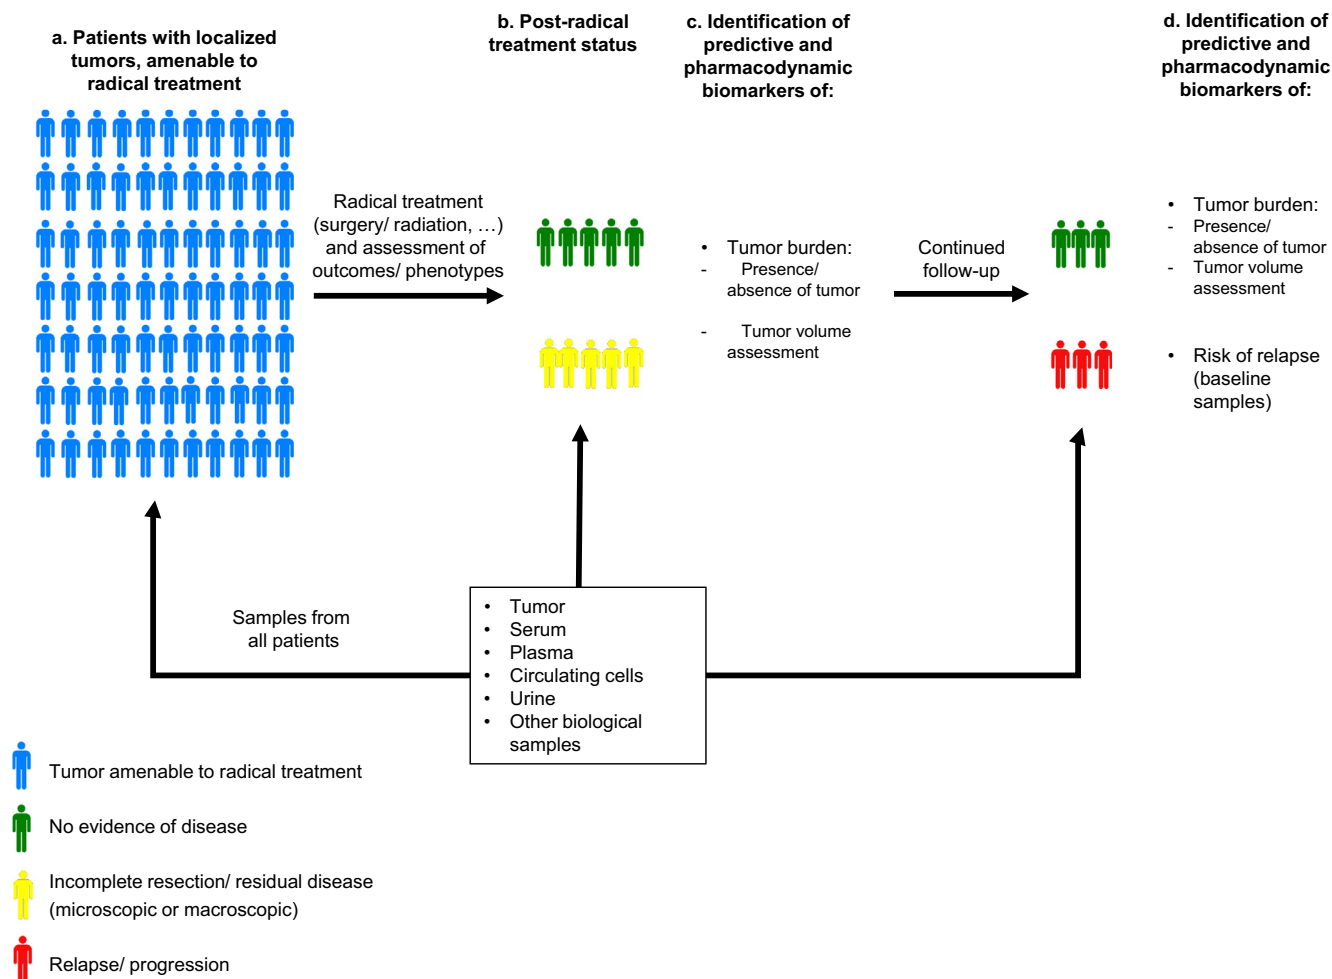 a. Patients with localized
tumors, amenable to
radical treatment
b. Post-radical
treatment status
c. Identification of
predictive and
pharmacodynamic
biomarkers of:
d. Identification of
predictive and
pharmacodynamic
biomarkers of:
Radical treatment
(surgery/ radiation, …)
and assessment of
outcomes/ phenotypes
• Tumor burden:
- Presence/
absence of tumor
- Tumor volume
assessment
Continued
follow-up
• Tumor burden:
- Presence/
absence of tumor
- Tumor volume
assessment
• Risk of relapse
(baseline
samples)
Samples from
all patients
• Tumor
• Serum
• Plasma
• Circulating cells
• Urine
• Other biological
samples
Tumor amenable to radical treatment
No evidence of disease
Incomplete resection/ residual disease
(microscopic or macroscopic)
Relapse/ progression